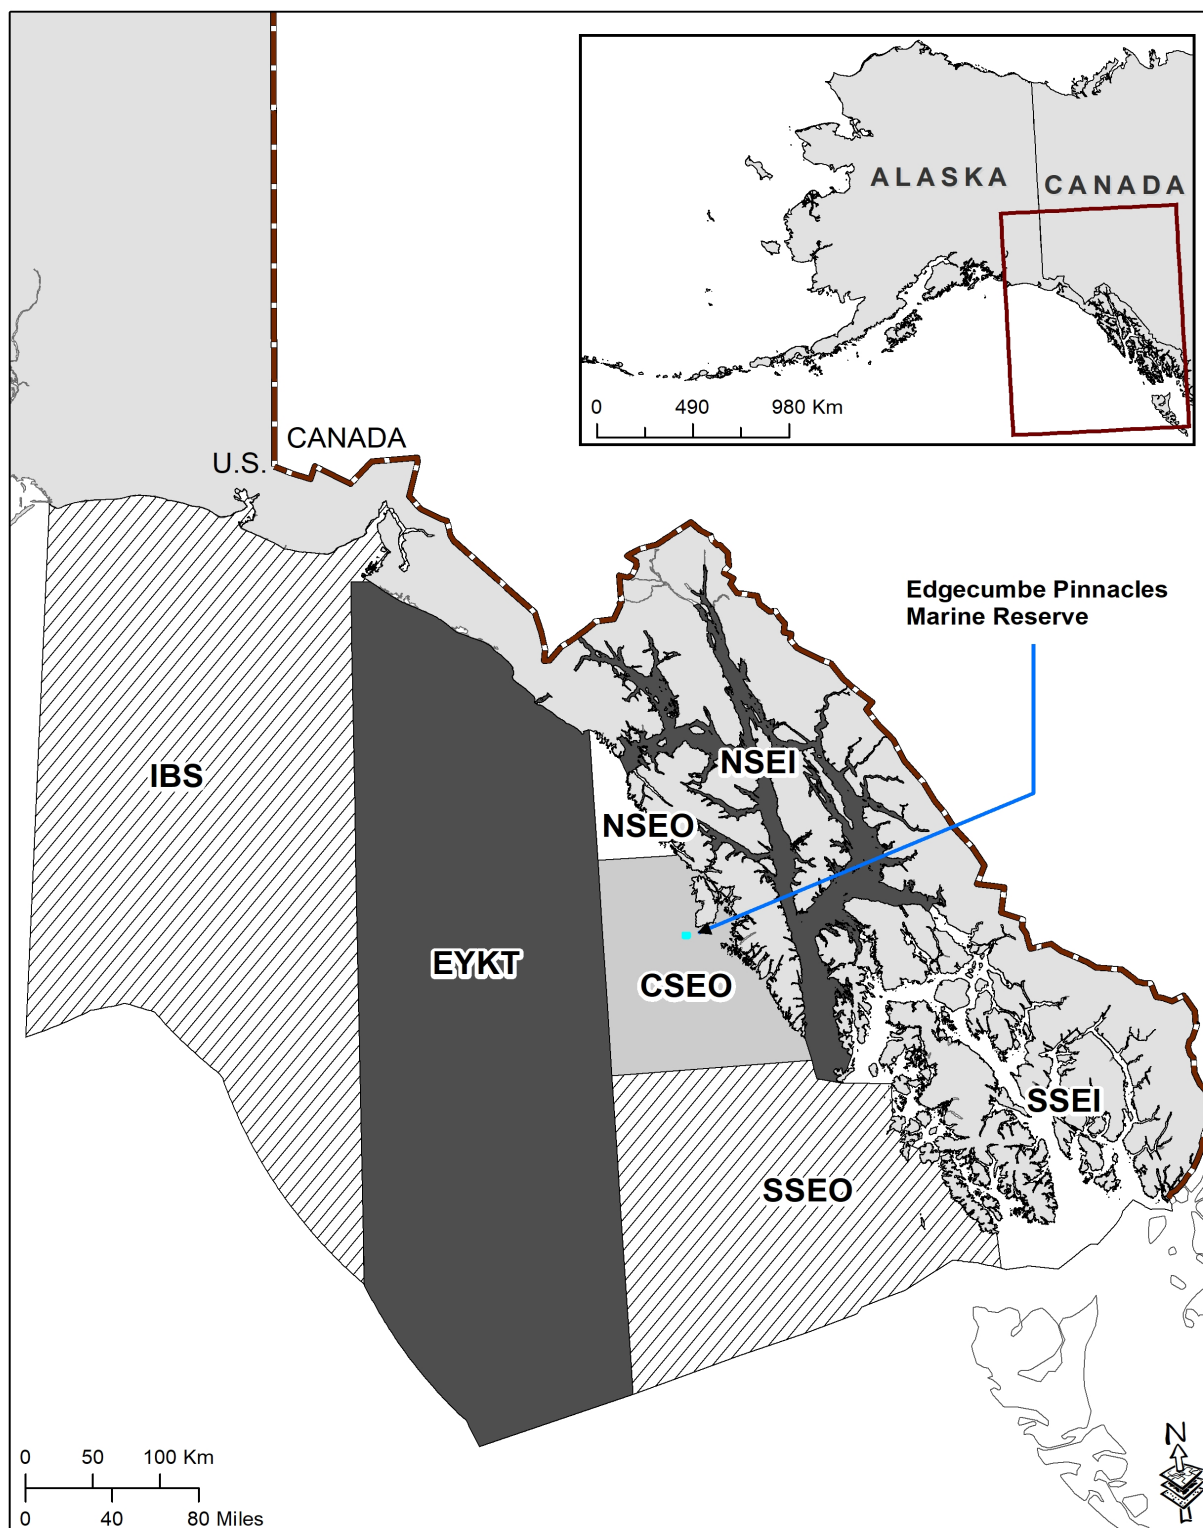 ALASKA
CANADA
0 490 980 Km
CANADA
U.S.
Edgecumbe Pinnacles
Marine Reserve
IBS
NSEI
NSEO
EYKT
CSEO
SSEI
SSEO
N
0 50 100 Km
0 40 80 Miles